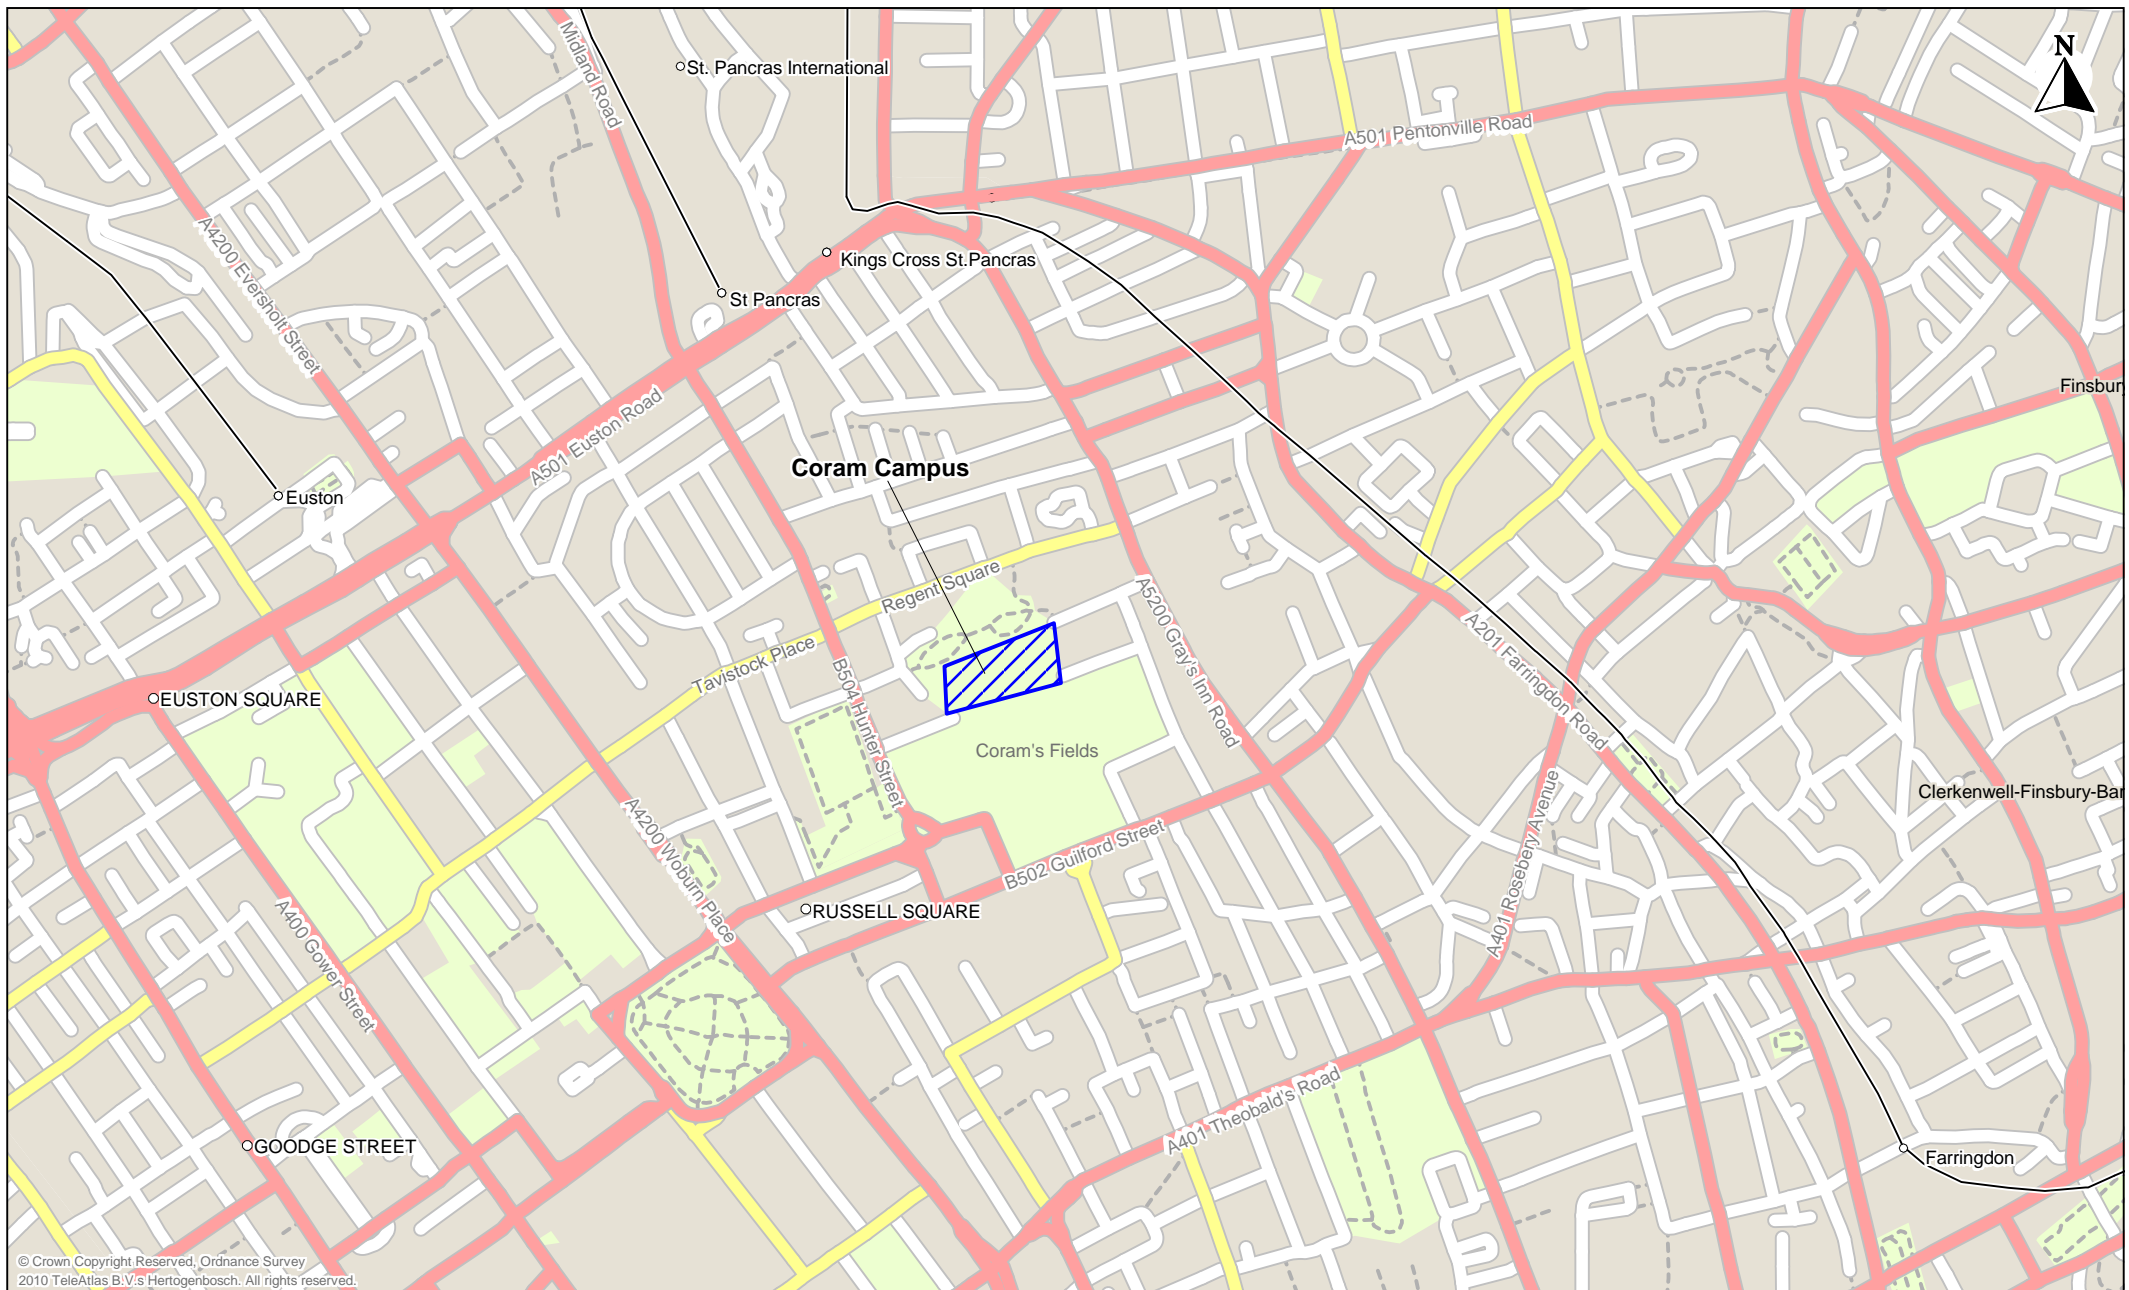 Midland Road
St. Pancras International
N
A501 Pentonville Road
A4200 Eversholt Street
Kings Cross St.Pancras
St Pancras
Finsbury
A501 Euston Road
Coram Campus
Euston
Regent Square
A5200 Gray's Inn Road
Tavistock Place
A201 Farringdon Road
B504 Hunter Street
EUSTON SQUARE
Coram's Fields
Clerkenwell-Finsbury-Bar
A4200 Woburn Place
B502 Guilford Street
A401 Rosebery Avenue
RUSSELL SQUARE
A400 Gower Street
A401 Theobald's Road
GOODGE STREET
Farringdon
© Crown Copyright Reserved, Ordnance Survey
2010 TeleAtlas B.V.s Hertogenbosch. All rights reserved.